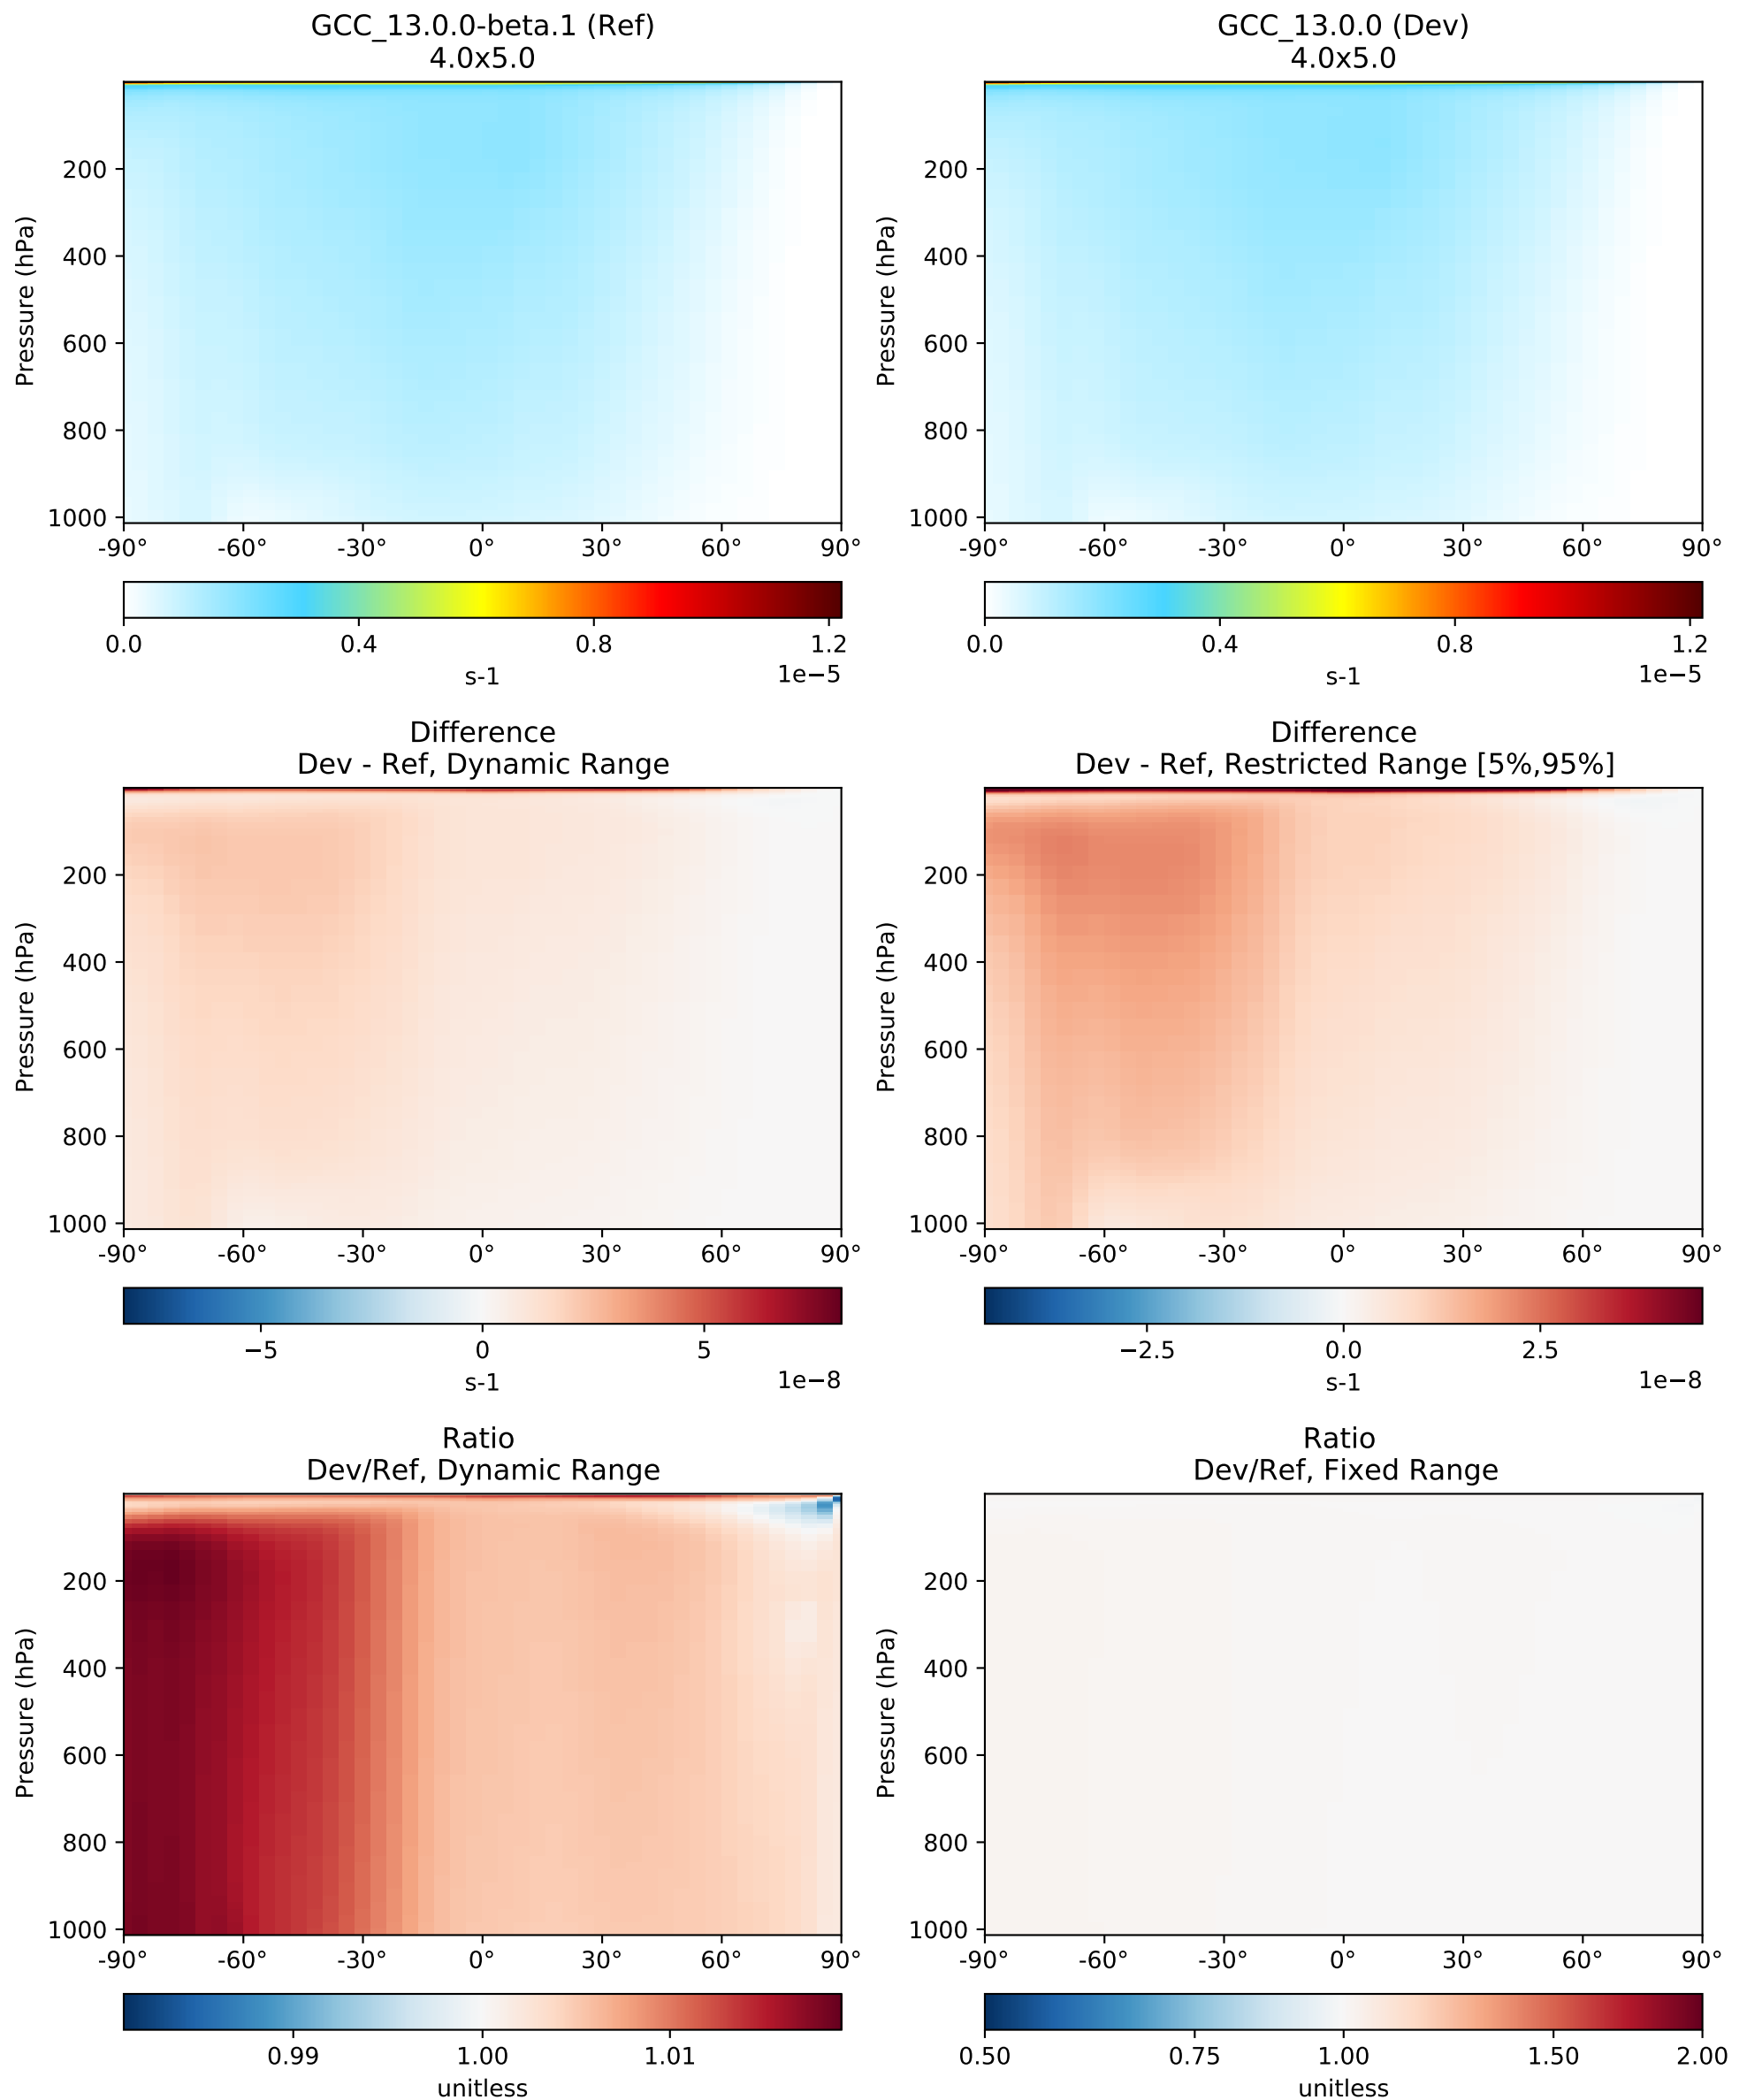 GCC_13.0.0-beta.1 (Ref)
4.0x5.0
Pressure (hPa)
200
400
600
800
1000
-90° -60° -30° 0° 30° 60° 90°
0.0 0.4 0.8 1.2
1e−5
s-1
GCC_13.0.0 (Dev)
4.0x5.0
Pressure (hPa)
200
400
600
800
1000
-90° -60° -30° 0° 30° 60° 90°
0.0 0.4 0.8 1.2
1e−5
s-1
Difference
Dev - Ref, Dynamic Range
Pressure (hPa)
200
400
600
800
1000
-90° -60° -30° 0° 30° 60° 90°
−5 0 5
1e−8
s-1
Difference
Dev - Ref, Restricted Range [5%,95%]
Pressure (hPa)
200
400
600
800
1000
-90° -60° -30° 0° 30° 60° 90°
−2.5 0.0 2.5
1e−8
s-1
Ratio
Dev/Ref, Dynamic Range
Pressure (hPa)
200
400
600
800
1000
-90° -60° -30° 0° 30° 60° 90°
0.99 1.00 1.01
unitless
Ratio
Dev/Ref, Fixed Range
Pressure (hPa)
200
400
600
800
1000
-90° -60° -30° 0° 30° 60° 90°
0.50 0.75 1.00 1.50 2.00
unitless